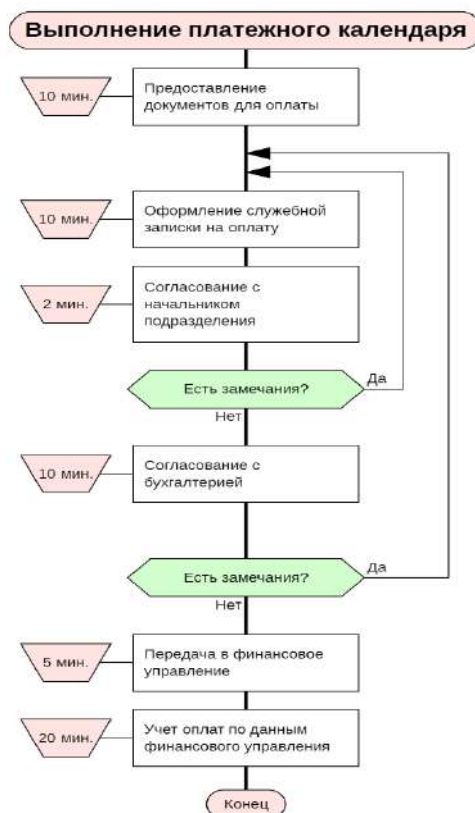 Выполнение платежного календаря
10 мин.
Предоставление
документов для оплаты
10 мин.
Оформление служебной
записки на оплату
2 мин.
Согласование с
начальником
подразделения
Есть замечания?
Да
Нет
10 мин.
Согласование с
бухгалтерией
Есть замечания?
Да
Нет
5 мин.
Передача в финансовое
управление
20 мин.
Учет оплат по данным
финансового управления
Конец